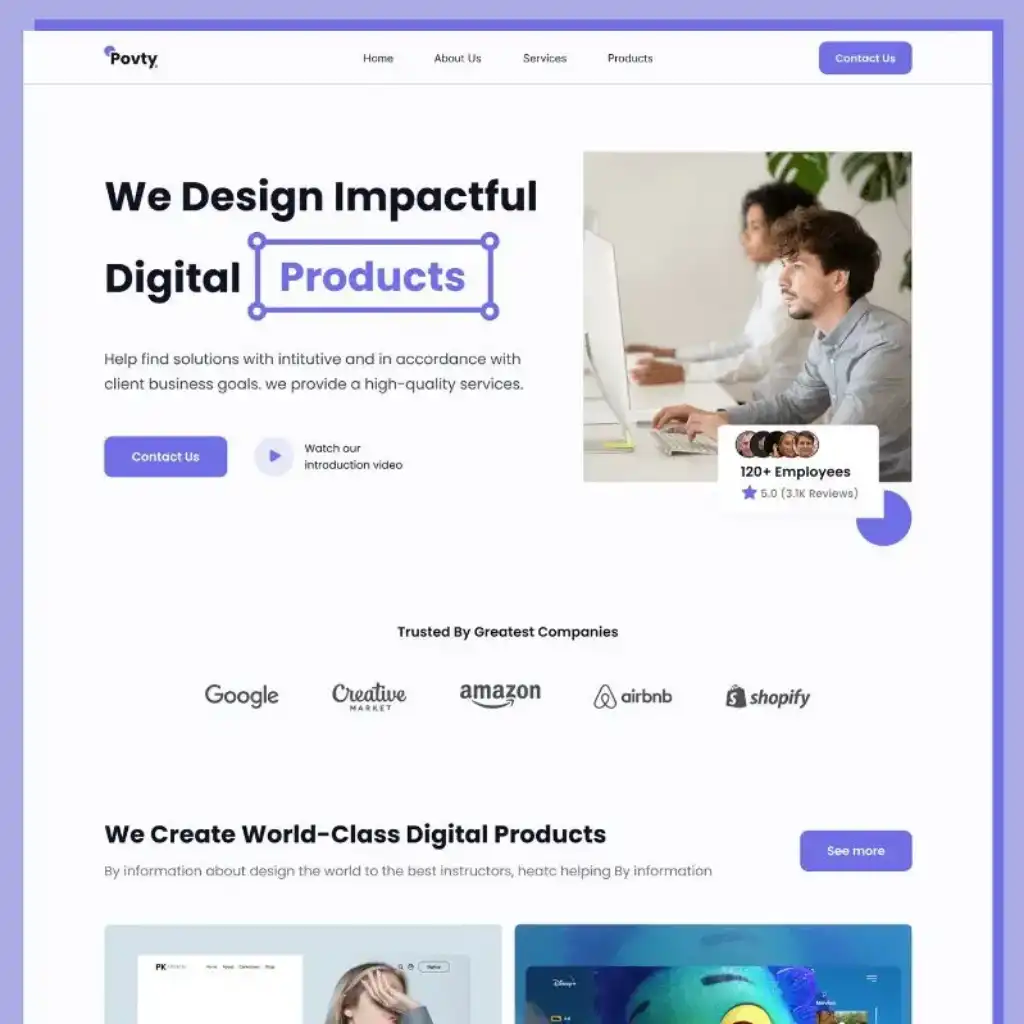 Povty
Home About Us Services Products Contact Us
We Design Impactful
Digital Products
Help find solutions with intitutive and in accordance with
client business goals. we provide a high-quality services.
Contact Us
Watch our
introduction video
120+ Employees
5.0 (3.1K Reviews)
Trusted By Greatest Companies
Google Creative MARKET amazon airbnb shopify
We Create World-Class Digital Products
See more
By information about design the world to the best instructors, heatc helping By information
PK
Home
Shop
Disney+